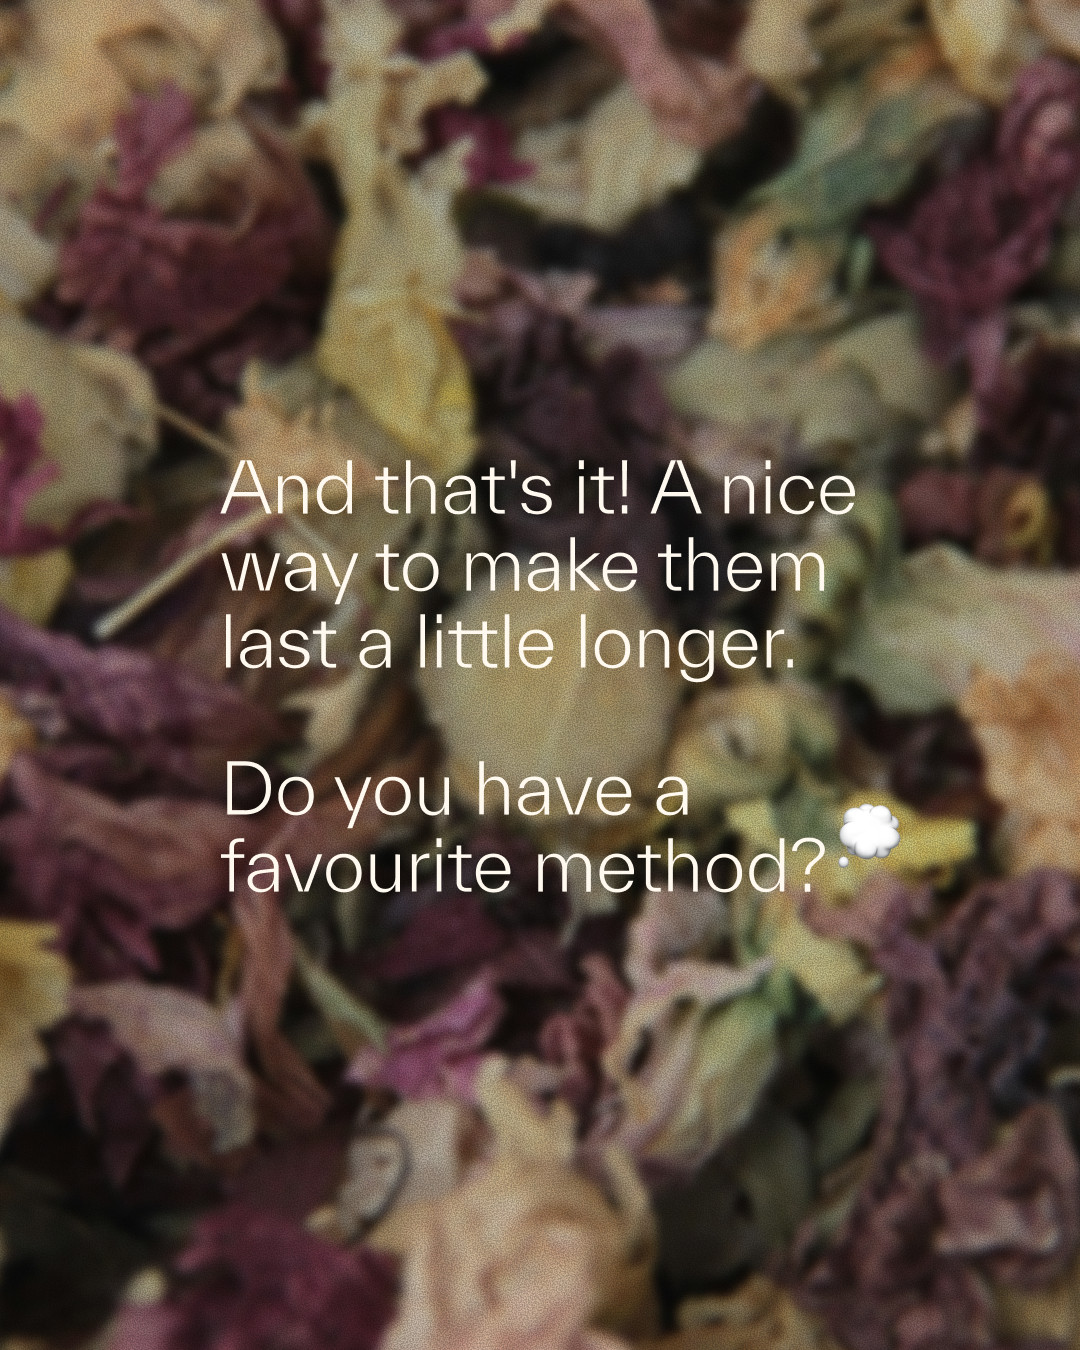 And that's it! A nice
way to make them
last a little longer.
Do you have a
favourite method? 💭